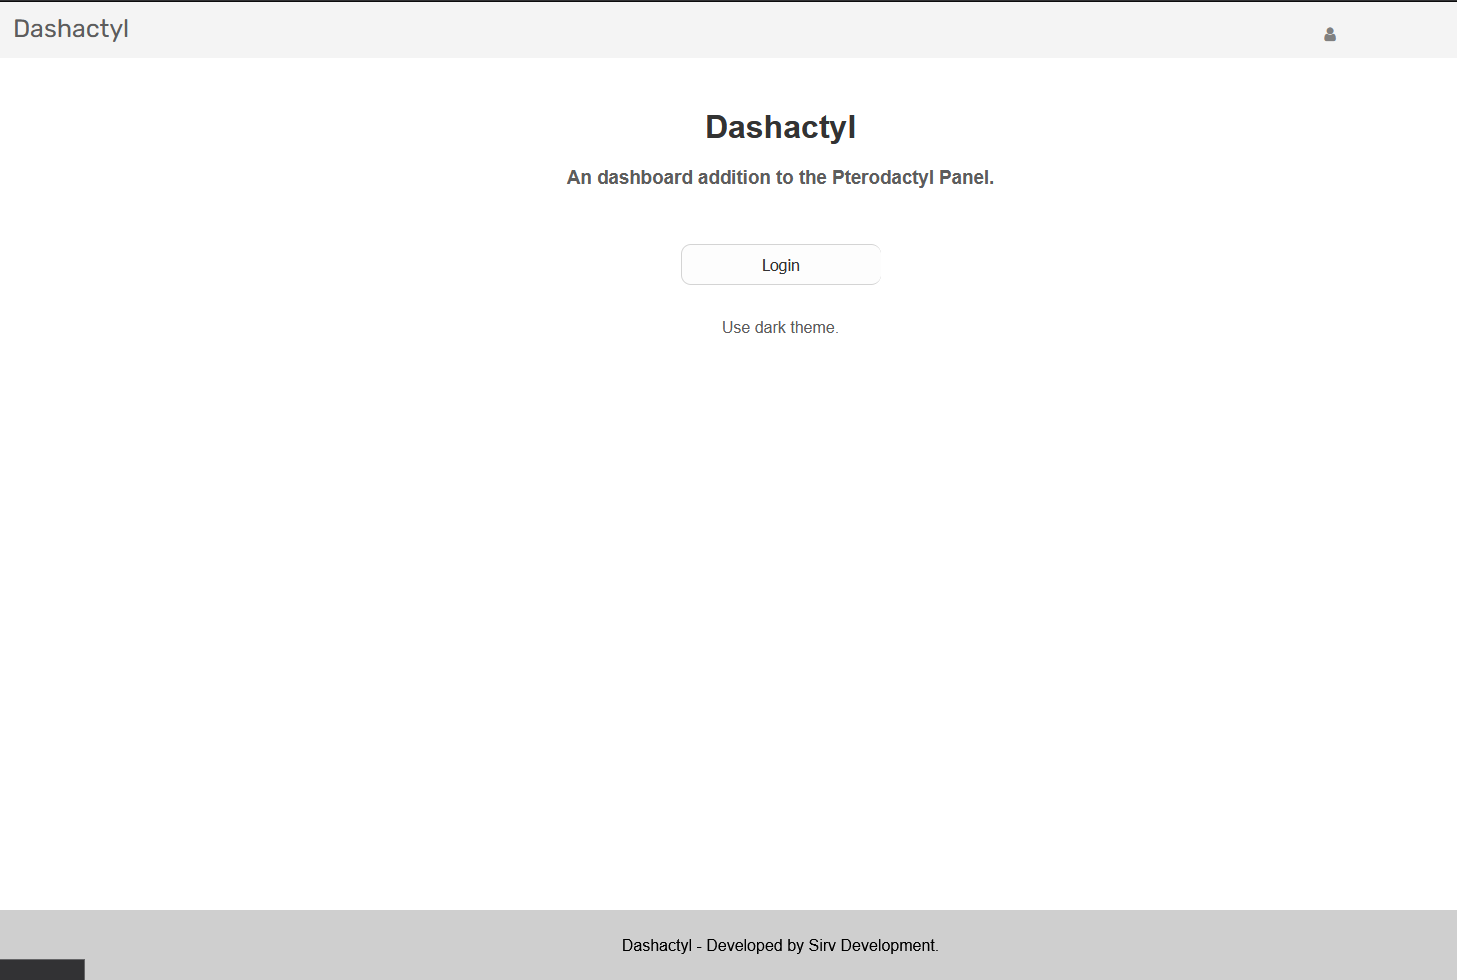 Dashactyl
Dashactyl
An dashboard addition to the Pterodactyl Panel.
Login
Use dark theme.
Dashactyl - Developed by Sirv Development.